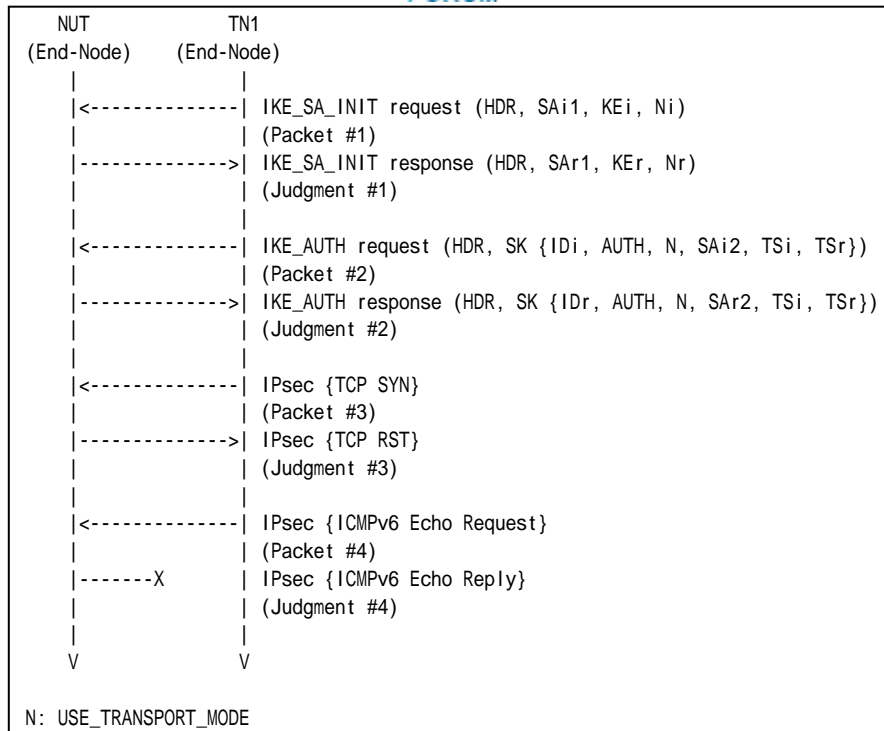 NUT TN1
(End-Node) (End-Node)
| |
|<--------------| IKE_SA_INIT request (HDR, SAi1, KEi, Ni)
| | (Packet #1)
|-------------->| IKE_SA_INIT response (HDR, SAr1, KEr, Nr)
| | (Judgment #1)
| |
|<--------------| IKE_AUTH request (HDR, SK {IDi, AUTH, N, SAi2, TSi, TSr})
| | (Packet #2)
|-------------->| IKE_AUTH response (HDR, SK {IDr, AUTH, N, SAr2, TSi, TSr})
| | (Judgment #2)
| |
|<--------------| IPsec {TCP SYN}
| | (Packet #3)
|-------------->| IPsec {TCP RST}
| | (Judgment #3)
| |
|<--------------| IPsec {ICMPv6 Echo Request}
| | (Packet #4)
|-------X | IPsec {ICMPv6 Echo Reply}
| | (Judgment #4)
| |
V V
N: USE_TRANSPORT_MODE